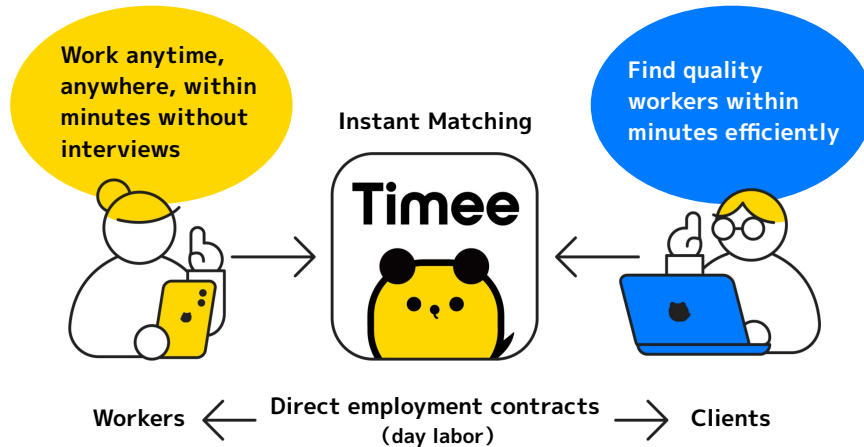 Work anytime,
anywhere, within
minutes without
interviews
Find quality
workers within
minutes efficiently
Instant Matching
Timee
Workers
Direct employment contracts
(day labor)
Clients